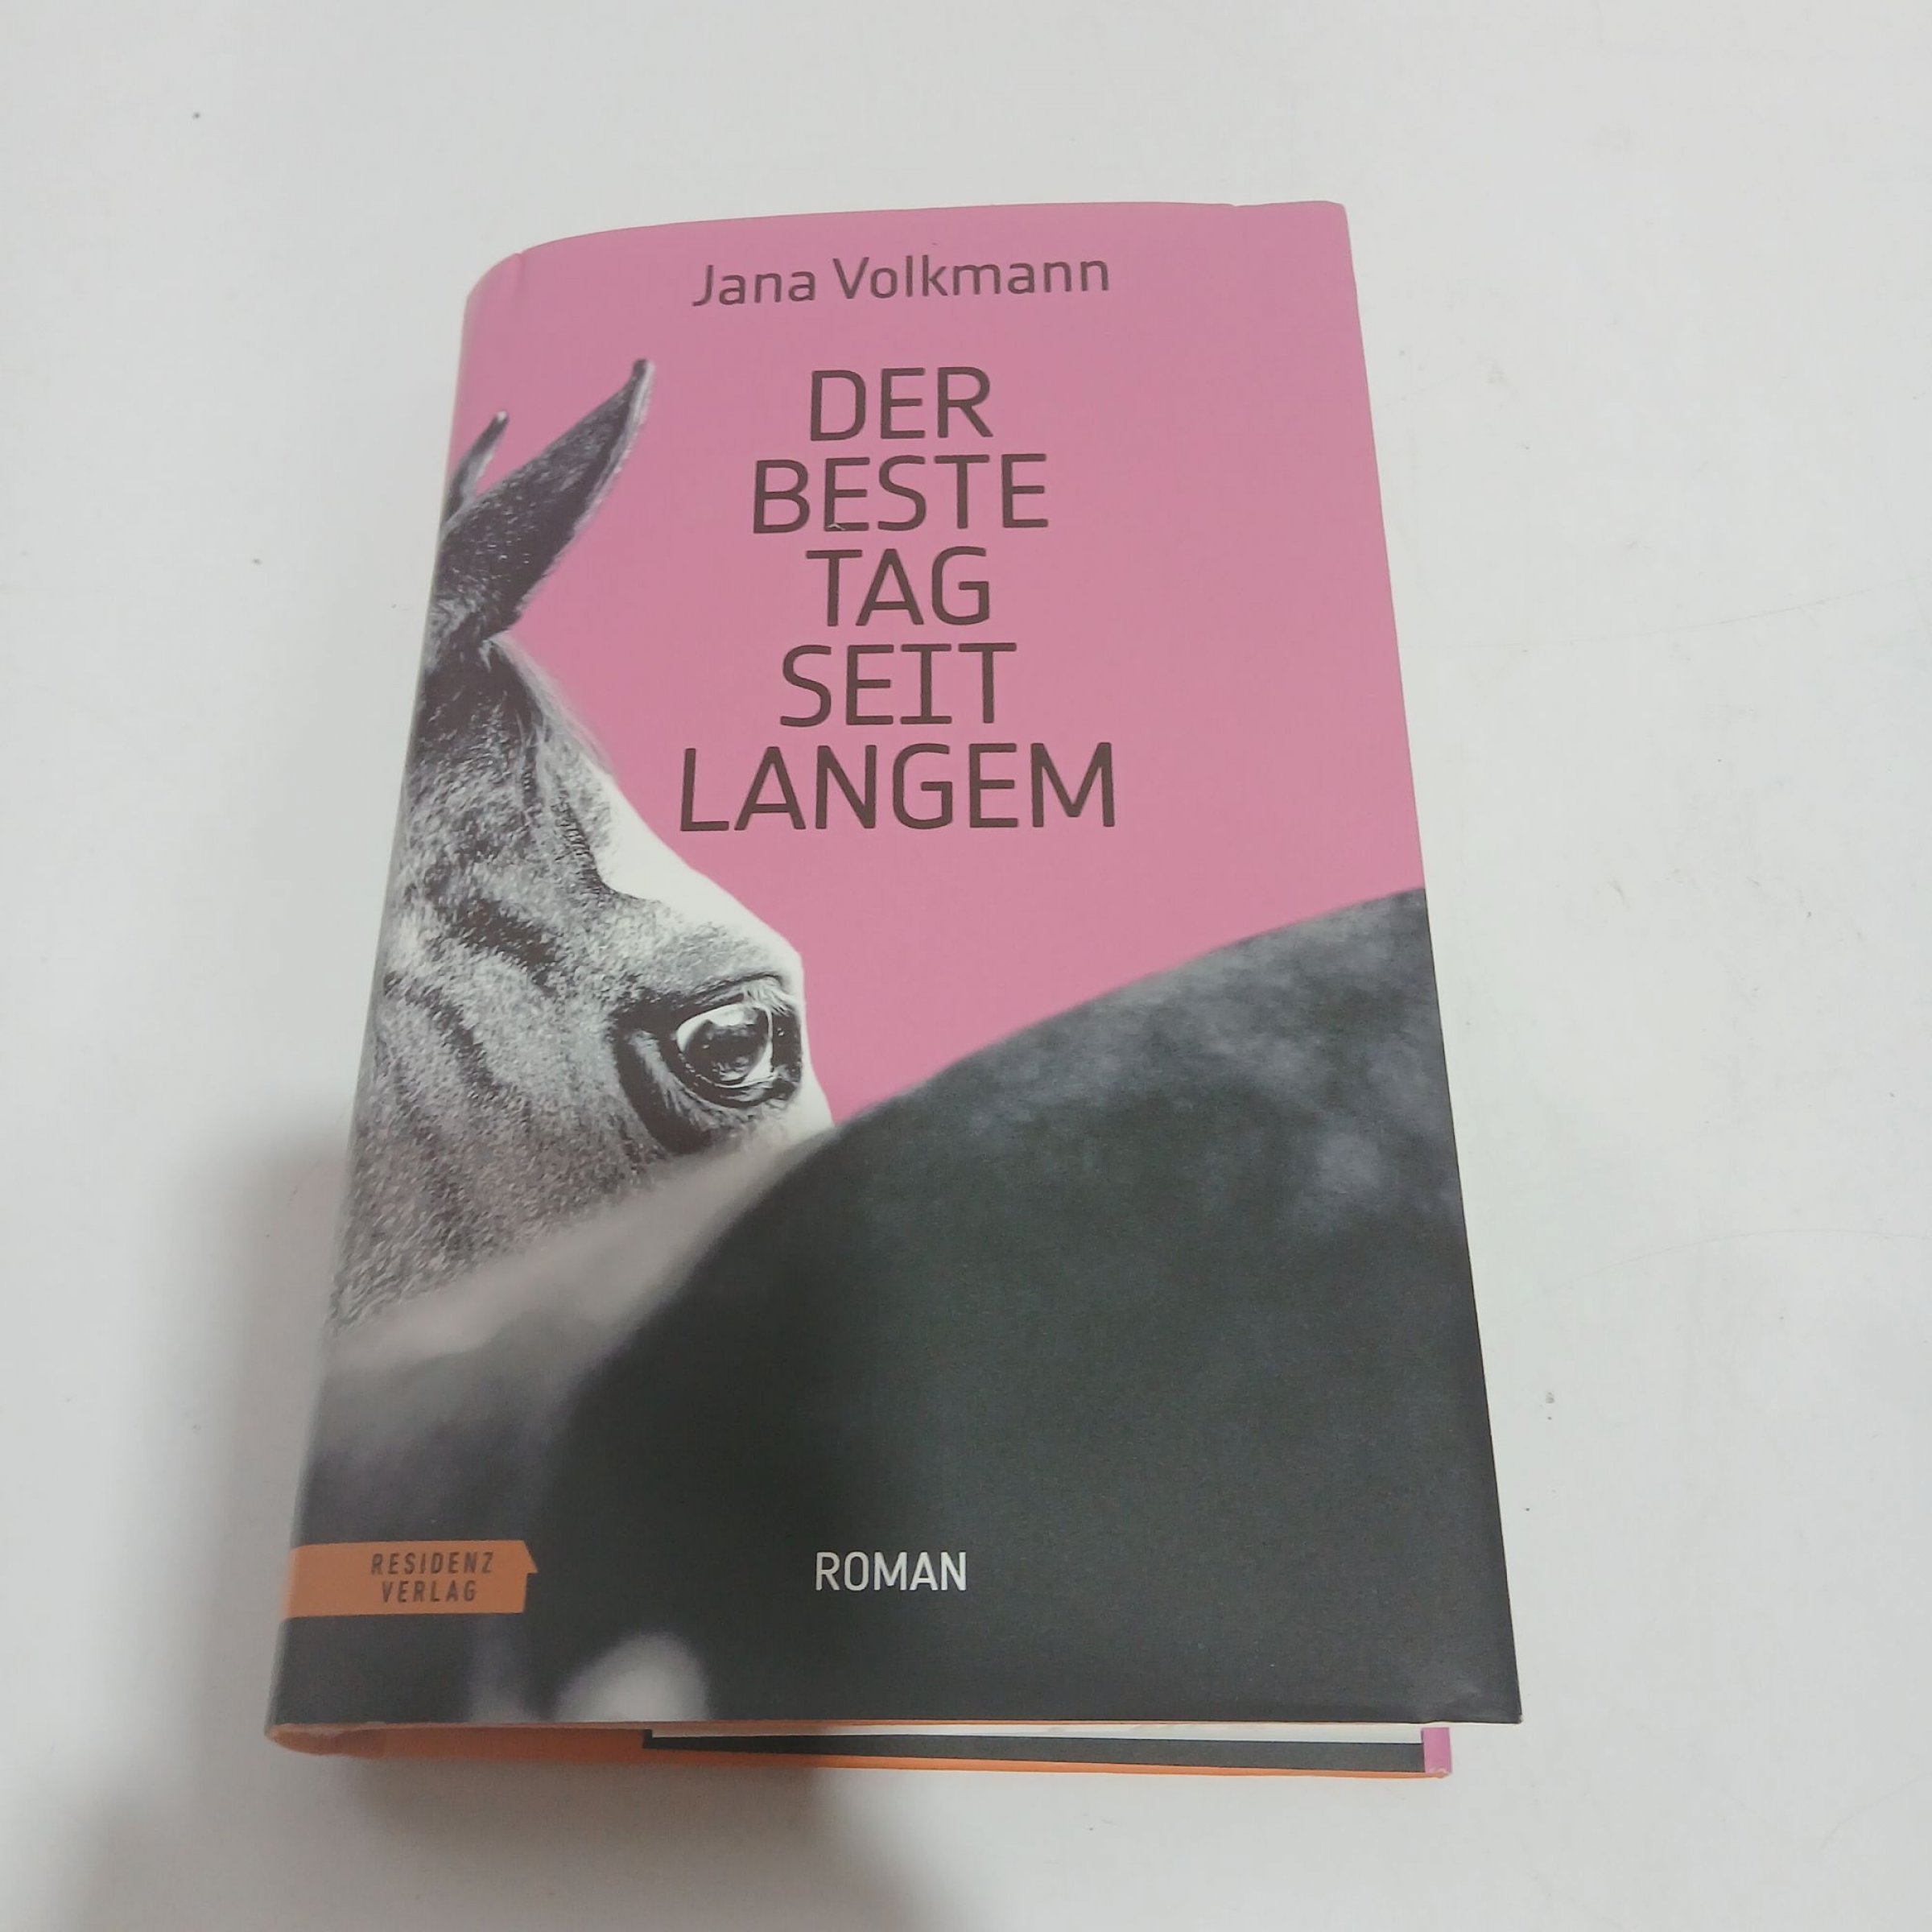 Jana Volkmann
DER
BESTE
TAG
SEIT
LANGEM
RESIDENZ
VERLAG
ROMAN